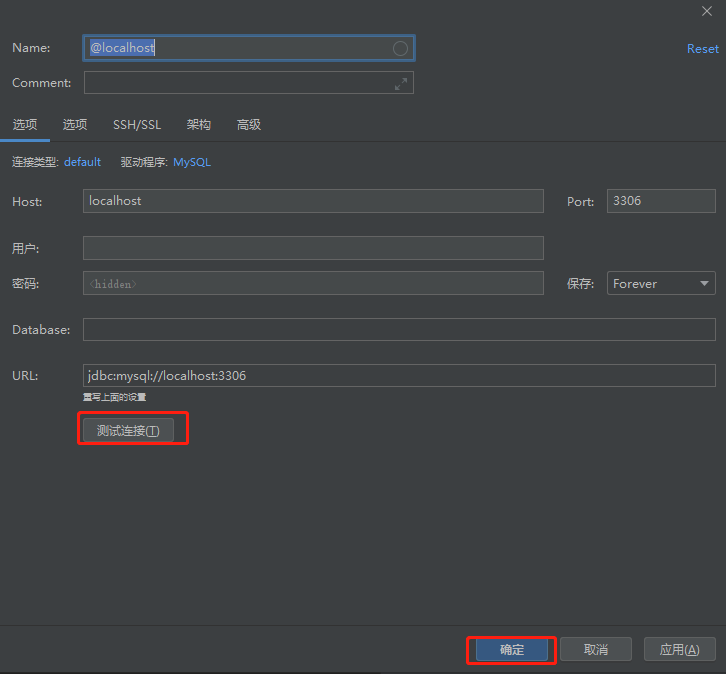 Name: @localhost Reset
Comment:
选项 选项 SSH/SSL 架构 高级
连接类型: default 驱动程序: MySQL
Host: localhost Port: 3306
用户:
密码: <hidden> 保存: Forever
Database:
URL: jdbc:mysql://localhost:3306
重写上面的设置
测试连接(T)
确定 取消 应用(A)